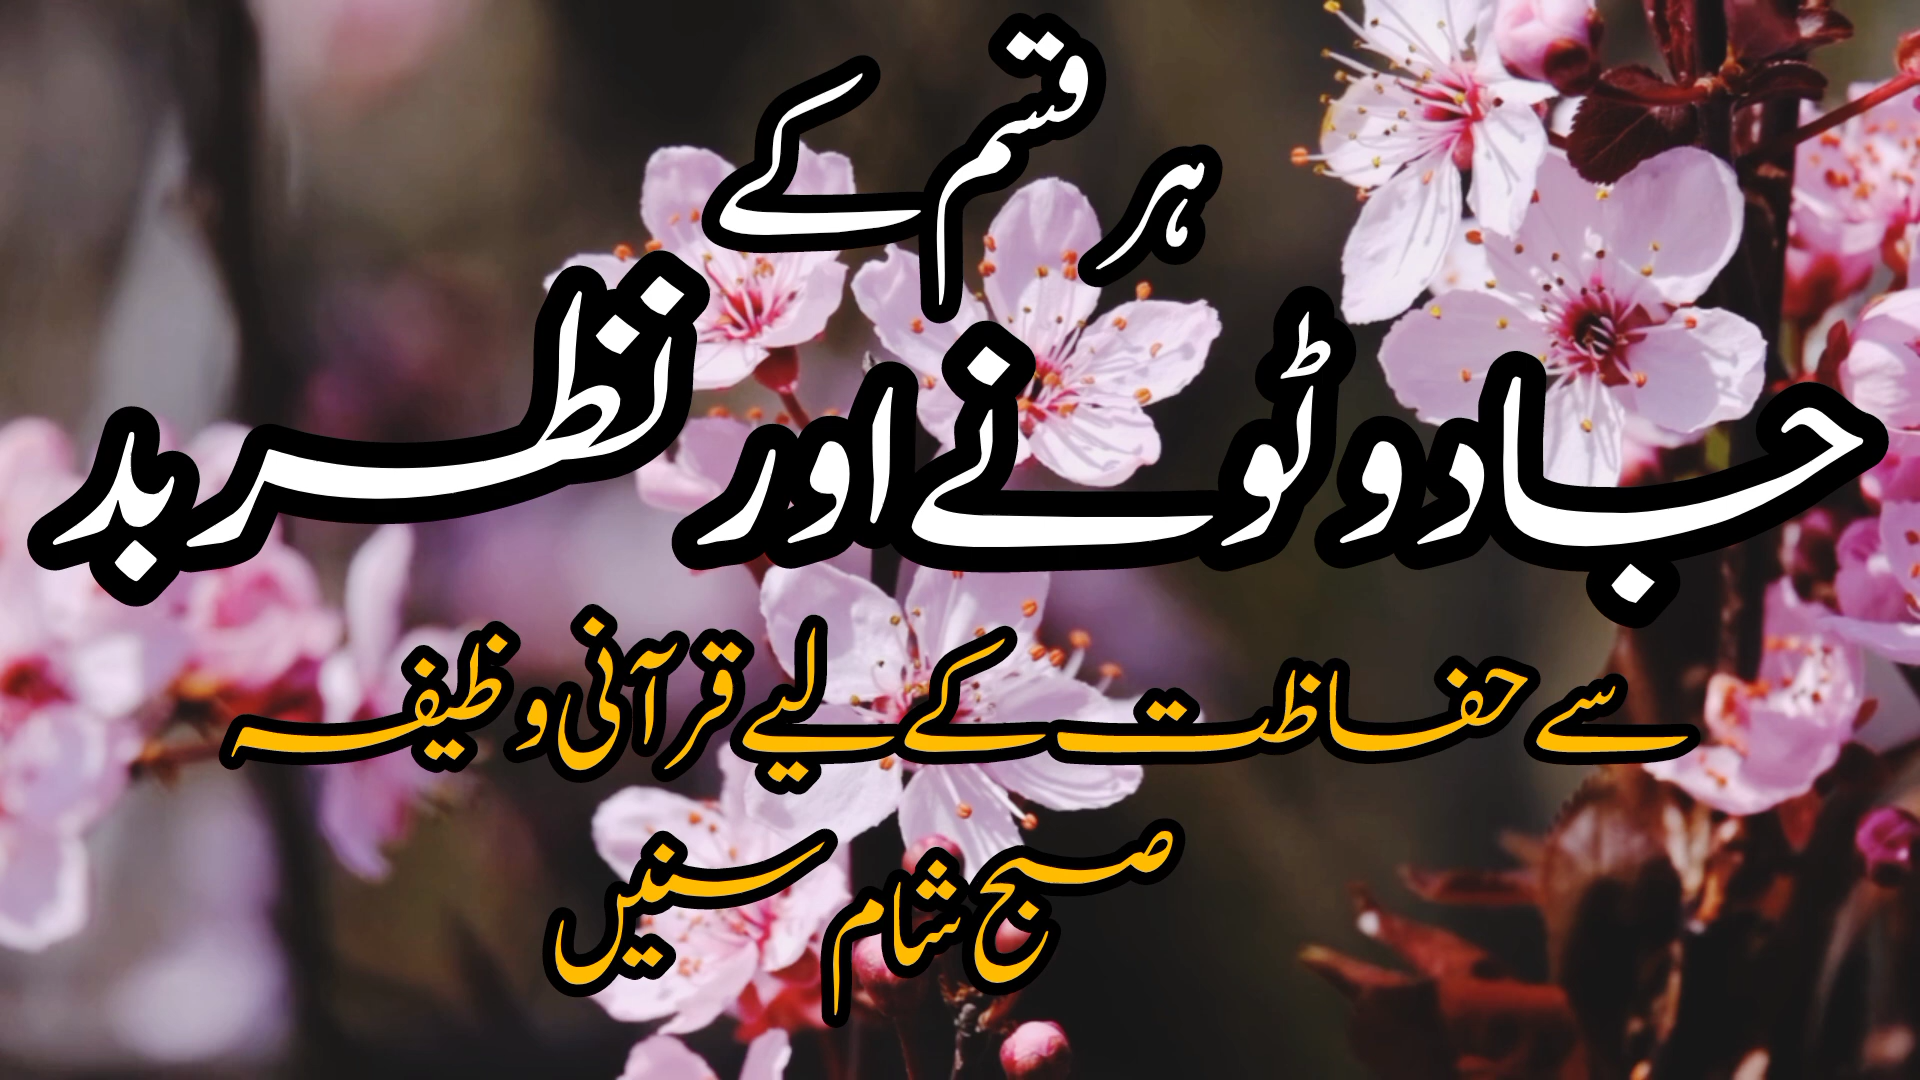 ہر قسم کے
جادو ٹونے اور نظر بد
سے حفاظت کے لیے قرآنی وظیفہ
صبح شام سنیں